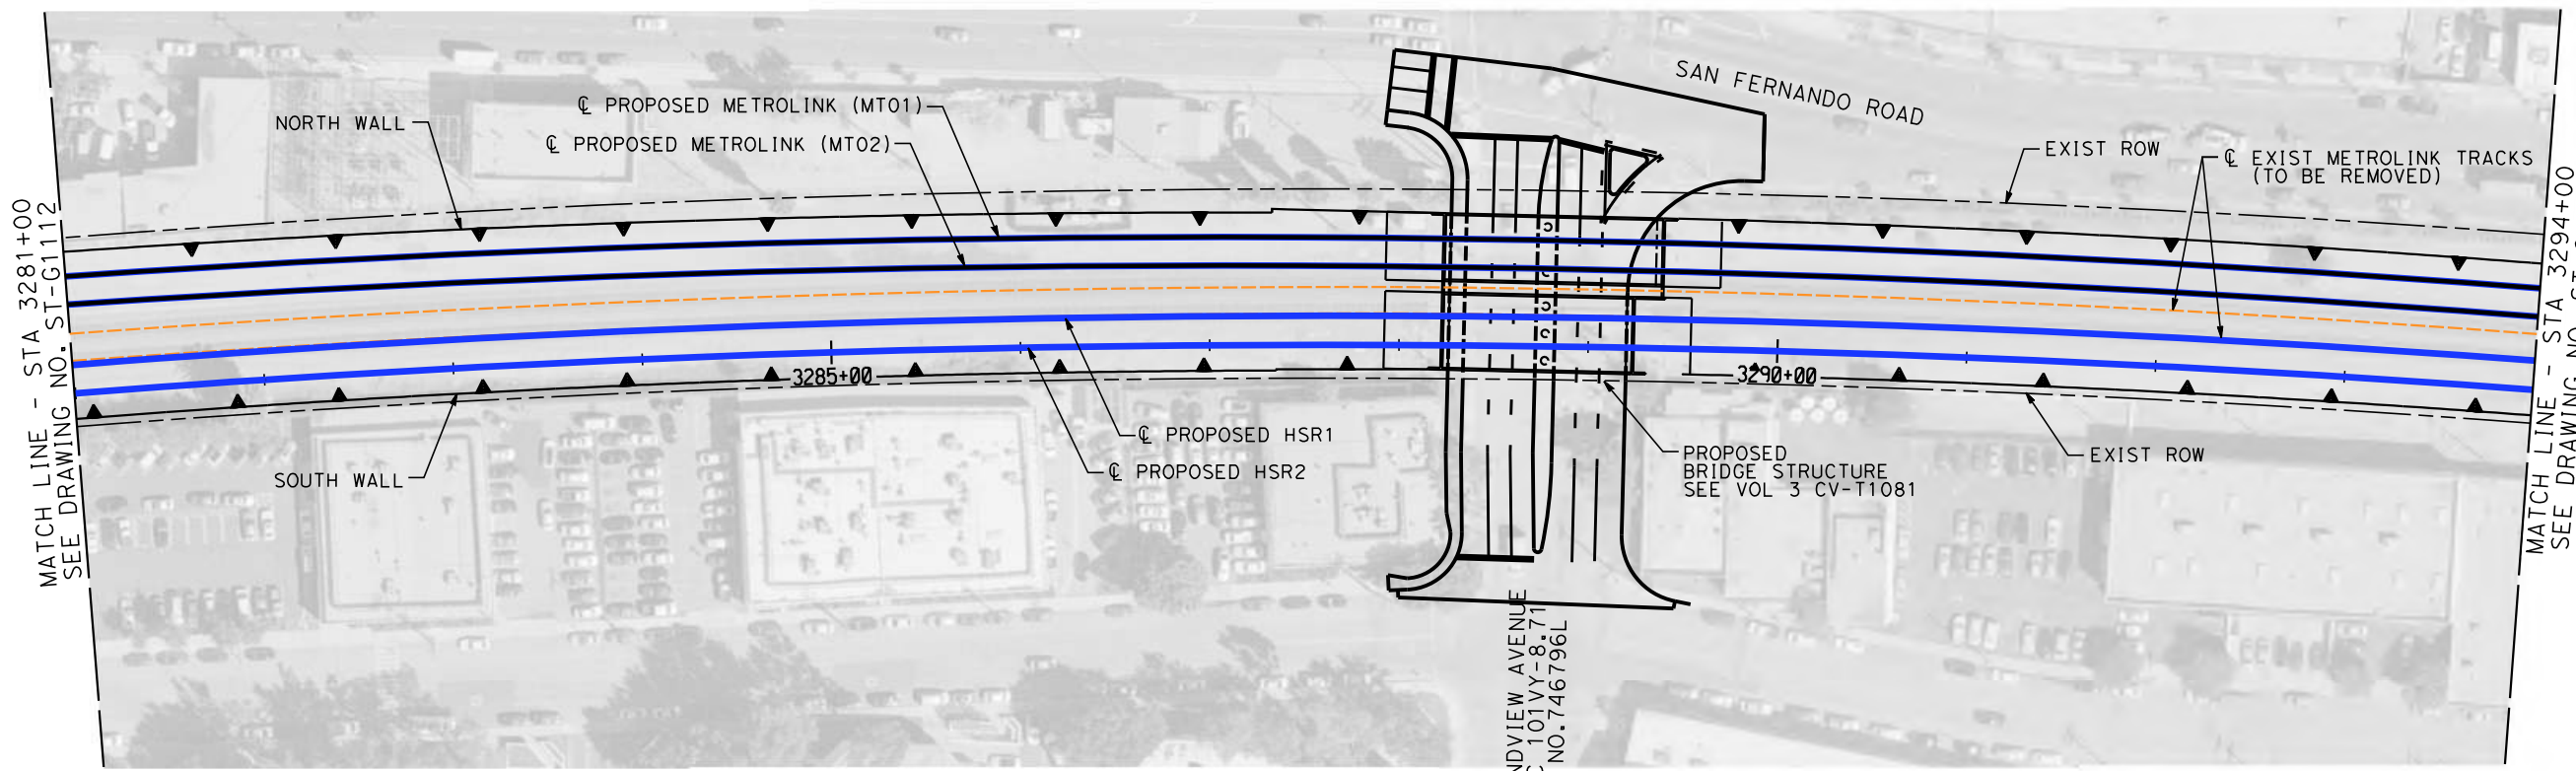 SAN FERNANDO ROAD
℄ PROPOSED METROLINK (MT01)
NORTH WALL
℄ PROPOSED METROLINK (MT02)
EXIST ROW
℄ EXIST METROLINK TRACKS
(TO BE REMOVED)
MATCH LINE - STA 3281+00
SEE DRAWING NO. ST-G1112
MATCH LINE - STA 3294+00
SEE DRAWING NO.
3285+00
3290+00
℄ PROPOSED HSR1
℄ PROPOSED HSR2
SOUTH WALL
PROPOSED
BRIDGE STRUCTURE
SEE VOL 3 CV-T1081
EXIST ROW
AVENUE
101VY-8.71
NO.746796L